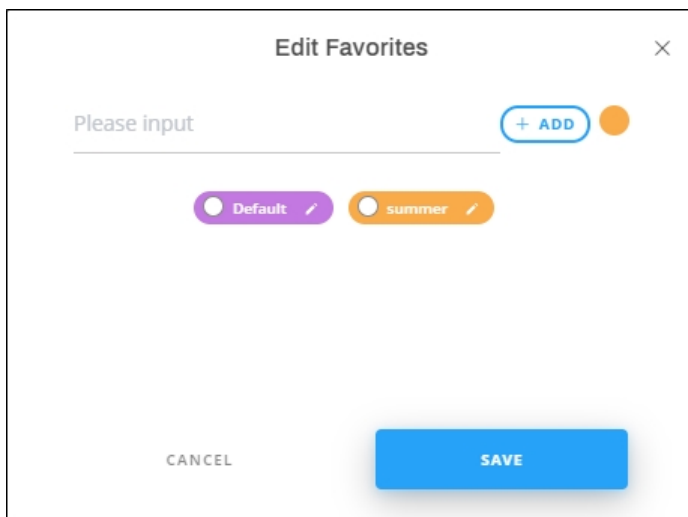 Edit Favorites
Please input
+ ADD
Default
summer
CANCEL
SAVE